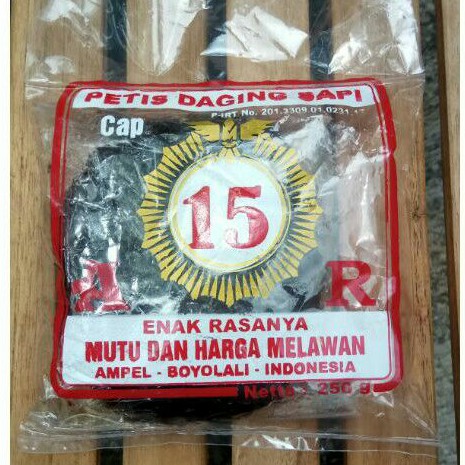 PETIS DAGING SAPI
P-IRT No. 201.3309.01.0231-17
Cap
15
A R
ENAK RASANYA
MUTU DAN HARGA MELAWAN
AMPEL - BOYOLALI - INDONESIA
Netto : 250 g